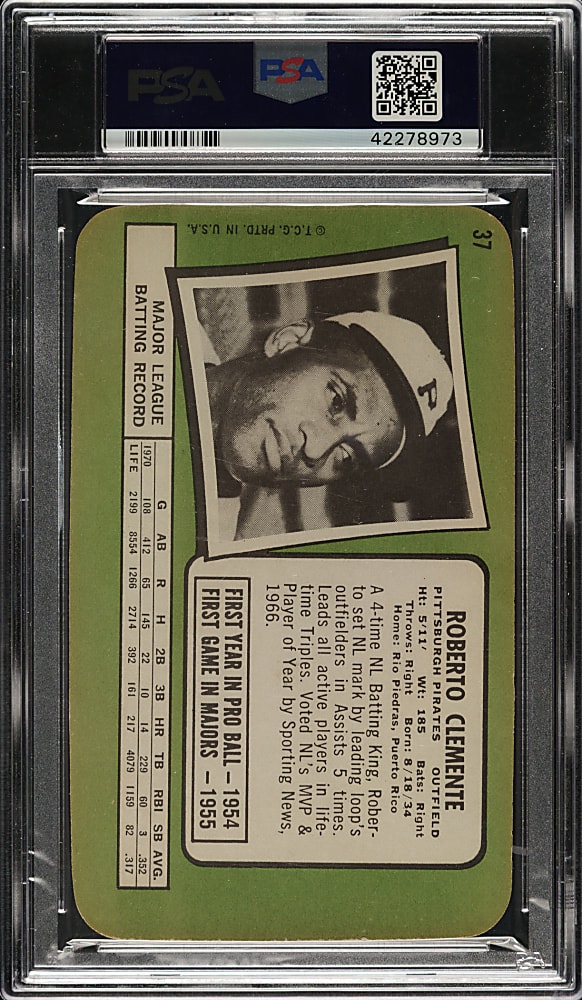 PSA
PSA
42278973
37
© T.C.G. PRTD. IN U.S.A.
P
ROBERTO CLEMENTE
PITTSBURGH PIRATES OUTFIELD
Ht: 5/11' Wt: 185 Bats: Right
Throws: Right Born: 8/18/34
Home: Rio Piedras, Puerto Rico
A 4-time NL Batting King, Rober-
to set NL mark by leading loop's
outfielders in Assists 5 times.
Leads all active players in life-
time Triples. Voted NL's MVP &
Player of Year by Sporting News,
1966.
FIRST YEAR IN PRO BALL — 1954
FIRST GAME IN MAJORS — 1955
MAJOR LEAGUE
BATTING RECORD
G AB R H 2B 3B HR TB RBI SB AVG.
1970 108 412 65 145 22 10 14 229 60 3 .352
LIFE 2199 8554 1266 2714 392 161 217 4079 1159 82 .317